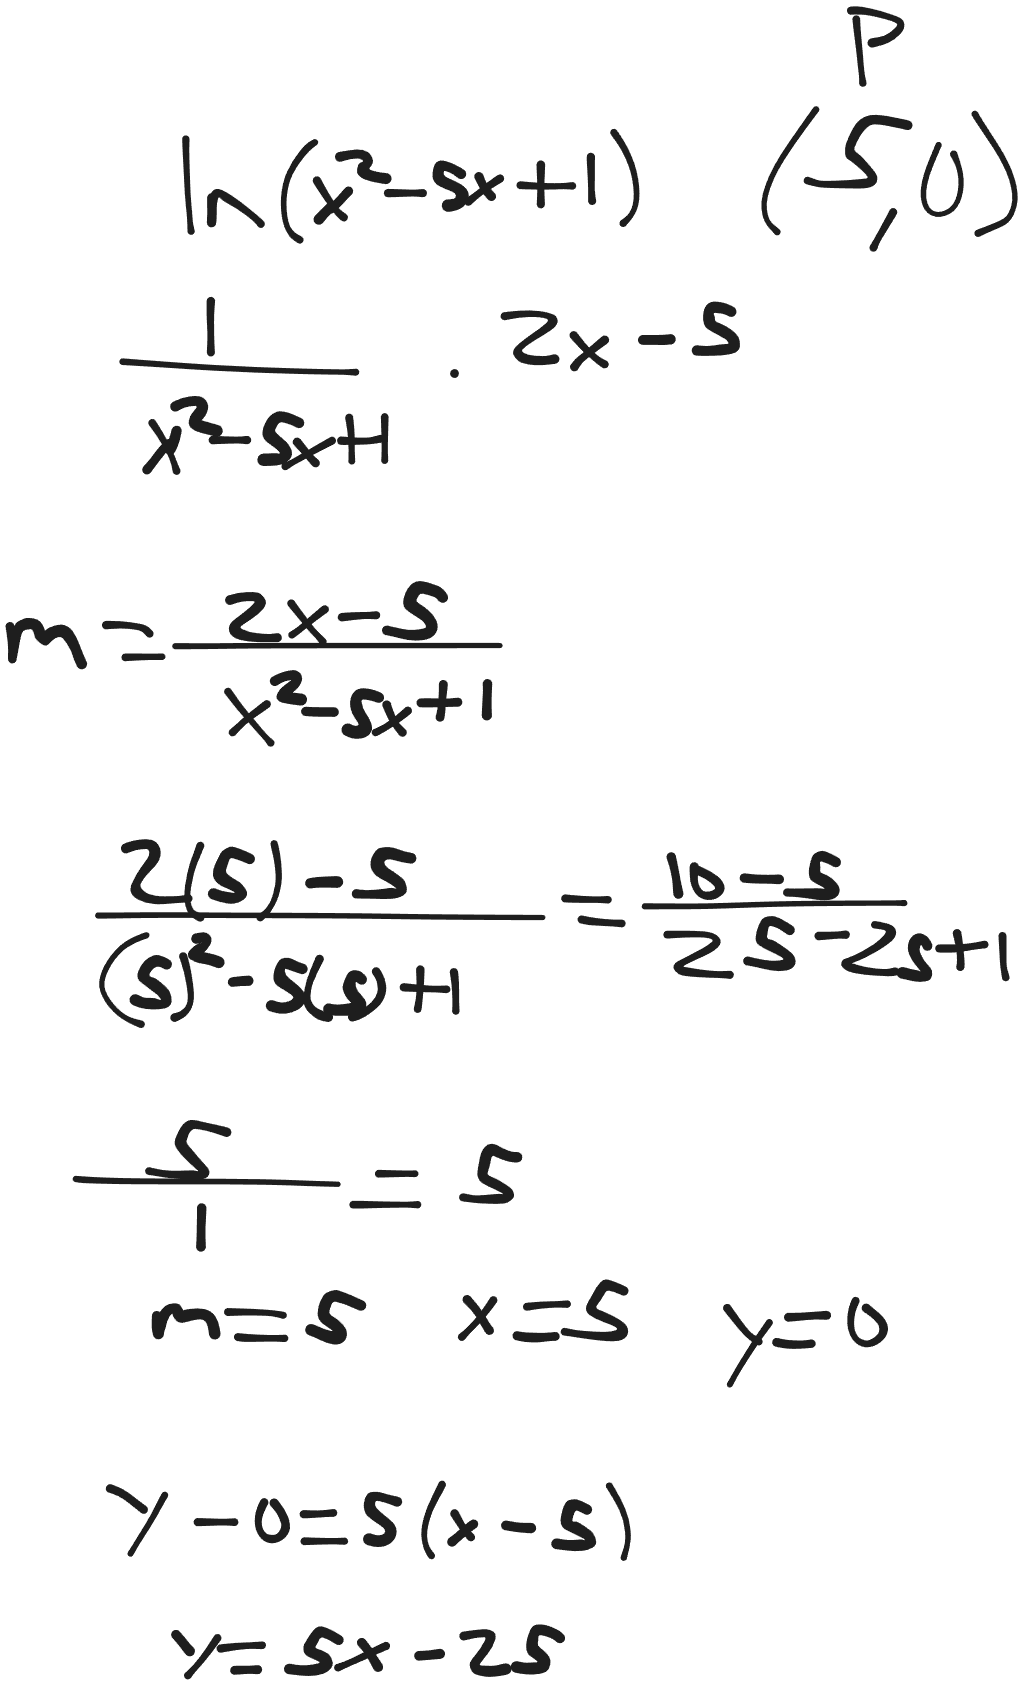 P
ln(x² - 5x + 1) (5, 0)
1/(x² - 5x + 1) · 2x - 5
m = (2x - 5)/(x² - 5x + 1)
(2(5) - 5)/((5)² - 5(5) + 1) = (10 - 5)/(25 - 25 + 1)
5/1 = 5
m = 5 x = 5 y = 0
y - 0 = 5(x - 5)
y = 5x - 25